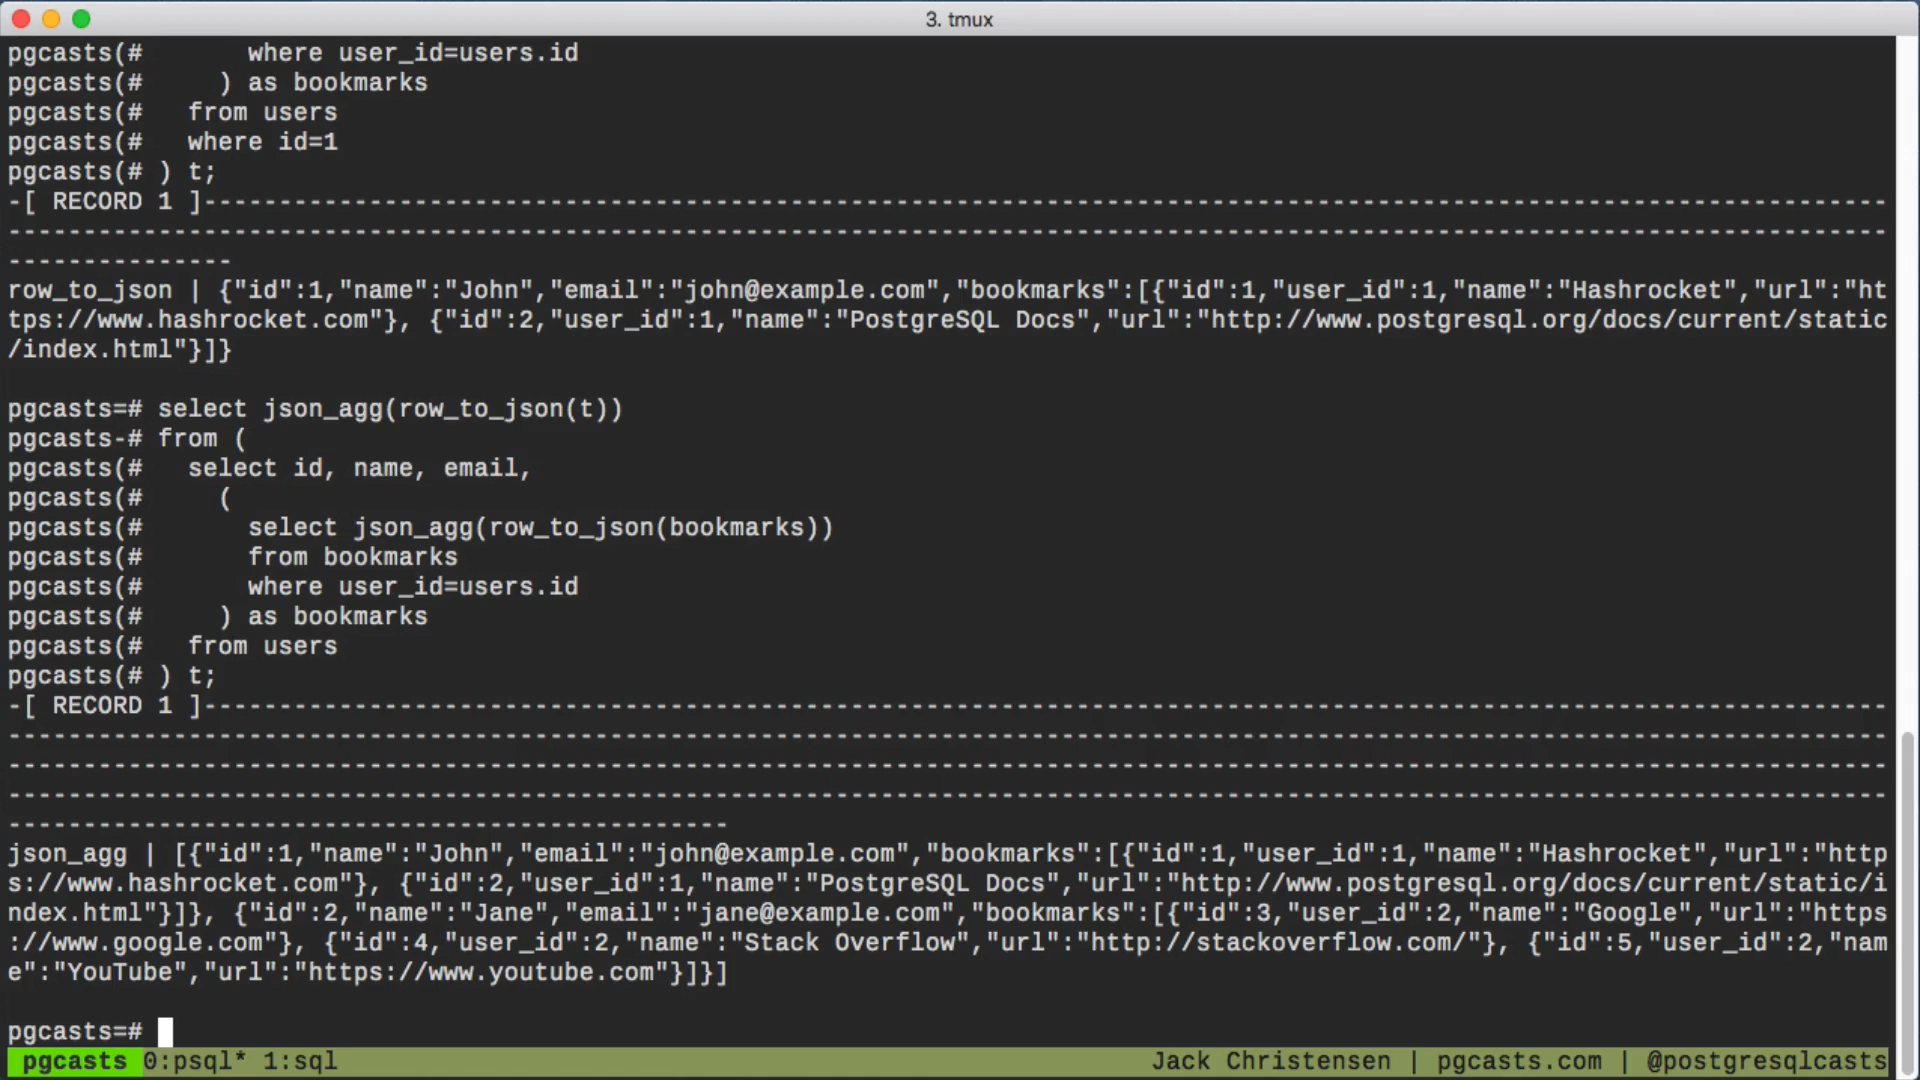 3. tmux
pgcasts(#       where user_id=users.id
pgcasts(#     ) as bookmarks
pgcasts(#   from users
pgcasts(#   where id=1
pgcasts(# ) t;
-[ RECORD 1 ]----------------------------------------------------------------------------------------------------------------
-----------------------------------------------------------------------------------------------------------------------------
---------------
row_to_json | {"id":1,"name":"John","email":"john@example.com","bookmarks":[{"id":1,"user_id":1,"name":"Hashrocket","url":"ht
tps://www.hashrocket.com"}, {"id":2,"user_id":1,"name":"PostgreSQL Docs","url":"http://www.postgresql.org/docs/current/static
/index.html"}]}
pgcasts=# select json_agg(row_to_json(t))
pgcasts-# from (
pgcasts(#   select id, name, email,
pgcasts(#     (
pgcasts(#       select json_agg(row_to_json(bookmarks))
pgcasts(#       from bookmarks
pgcasts(#       where user_id=users.id
pgcasts(#     ) as bookmarks
pgcasts(#   from users
pgcasts(# ) t;
-[ RECORD 1 ]----------------------------------------------------------------------------------------------------------------
-----------------------------------------------------------------------------------------------------------------------------
-----------------------------------------------------------------------------------------------------------------------------
-----------------------------------------------------------------------------------------------------------------------------
------------------------------------------------
json_agg | [{"id":1,"name":"John","email":"john@example.com","bookmarks":[{"id":1,"user_id":1,"name":"Hashrocket","url":"http
s://www.hashrocket.com"}, {"id":2,"user_id":1,"name":"PostgreSQL Docs","url":"http://www.postgresql.org/docs/current/static/i
ndex.html"}]}, {"id":2,"name":"Jane","email":"jane@example.com","bookmarks":[{"id":3,"user_id":2,"name":"Google","url":"https
://www.google.com"}, {"id":4,"user_id":2,"name":"Stack Overflow","url":"http://stackoverflow.com/"}, {"id":5,"user_id":2,"nam
e":"YouTube","url":"https://www.youtube.com"}]}]
pgcasts=#
pgcasts 0:psql* 1:sql Jack Christensen | pgcasts.com | @postgresqlcasts